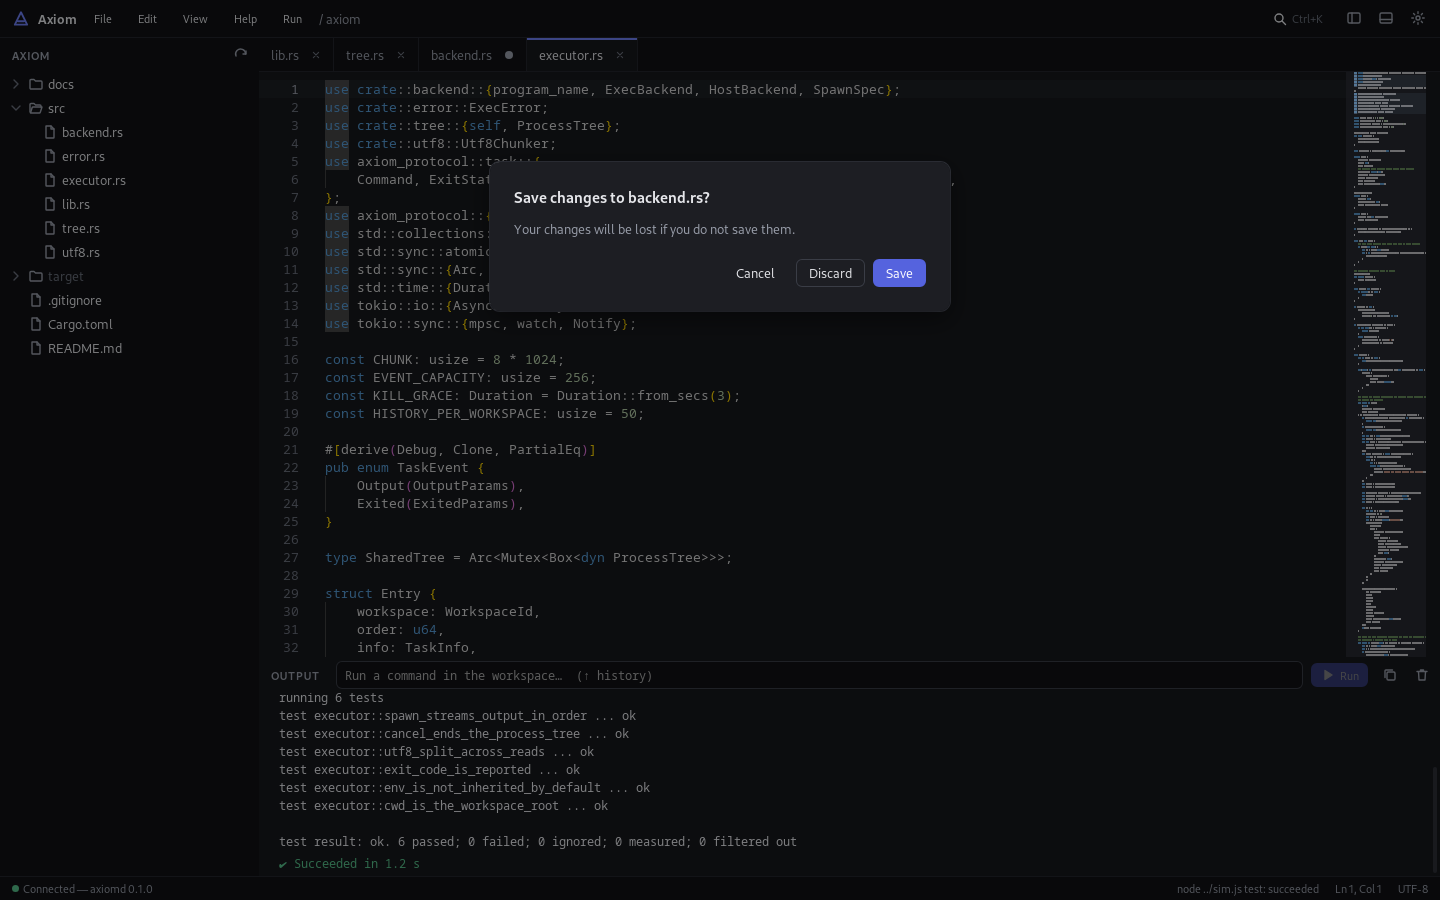 Axiom File Edit View Help Run / axiom Ctrl+K
AXIOM
docs
src
backend.rs
error.rs
executor.rs
lib.rs
tree.rs
utf8.rs
target
.gitignore
Cargo.toml
README.md
lib.rs tree.rs backend.rs executor.rs
1 use crate::backend::{program_name, ExecBackend, HostBackend, SpawnSpec};
2 use crate::error::ExecError;
3 use crate::tree::{self, ProcessTree};
4 use crate::utf8::Utf8Chunker;
5 use axiom_protocol::task::{
6 Command, ExitStat ,
7 };
8 use axiom_protocol::{
9 use std::collections:
10 use std::sync::atomic
11 use std::sync::{Arc,
12 use std::time::{Durat
13 use tokio::io::{Async
14 use tokio::sync::{mpsc, watch, Notify};
15
16 const CHUNK: usize = 8 * 1024;
17 const EVENT_CAPACITY: usize = 256;
18 const KILL_GRACE: Duration = Duration::from_secs(3);
19 const HISTORY_PER_WORKSPACE: usize = 50;
20
21 #[derive(Debug, Clone, PartialEq)]
22 pub enum TaskEvent {
23 Output(OutputParams),
24 Exited(ExitedParams),
25 }
26
27 type SharedTree = Arc<Mutex<Box<dyn ProcessTree>>>;
28
29 struct Entry {
30 workspace: WorkspaceId,
31 order: u64,
32 info: TaskInfo,
Save changes to backend.rs?
Your changes will be lost if you do not save them.
Cancel Discard Save
OUTPUT Run a command in the workspace… (↑ history) Run
running 6 tests
test executor::spawn_streams_output_in_order ... ok
test executor::cancel_ends_the_process_tree ... ok
test executor::utf8_split_across_reads ... ok
test executor::exit_code_is_reported ... ok
test executor::env_is_not_inherited_by_default ... ok
test executor::cwd_is_the_workspace_root ... ok
test result: ok. 6 passed; 0 failed; 0 ignored; 0 measured; 0 filtered out
✔ Succeeded in 1.2 s
Connected — axiomd 0.1.0 node ../sim.js test: succeeded Ln 1, Col 1 UTF-8